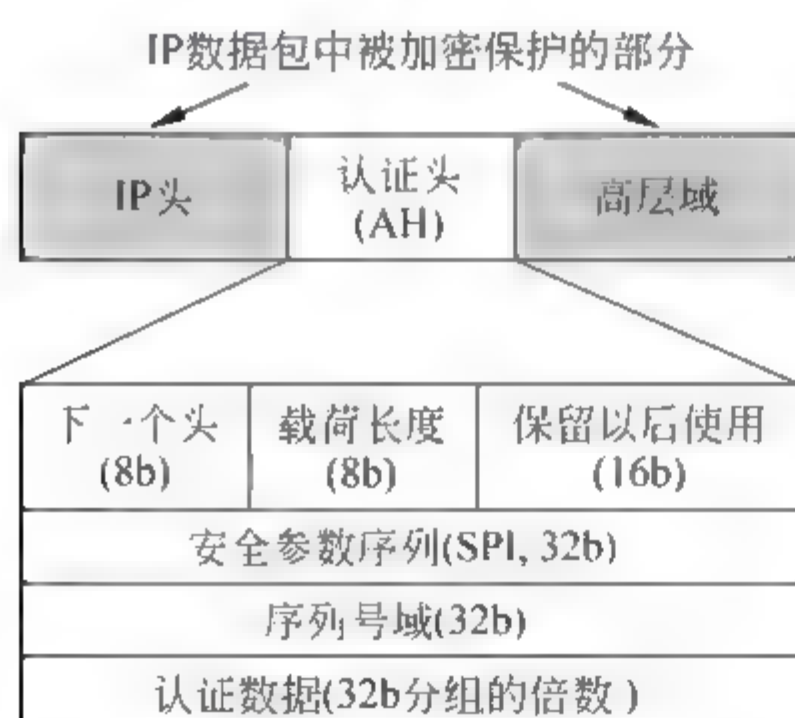 IP数据包中被加密保护的部分
IP头
认证头
(AH)
高层域
下一个头
(8b)
载荷长度
(8b)
保留以后使用
(16b)
安全参数序列(SPI, 32b)
序列号域(32b)
认证数据(32b分组的倍数)